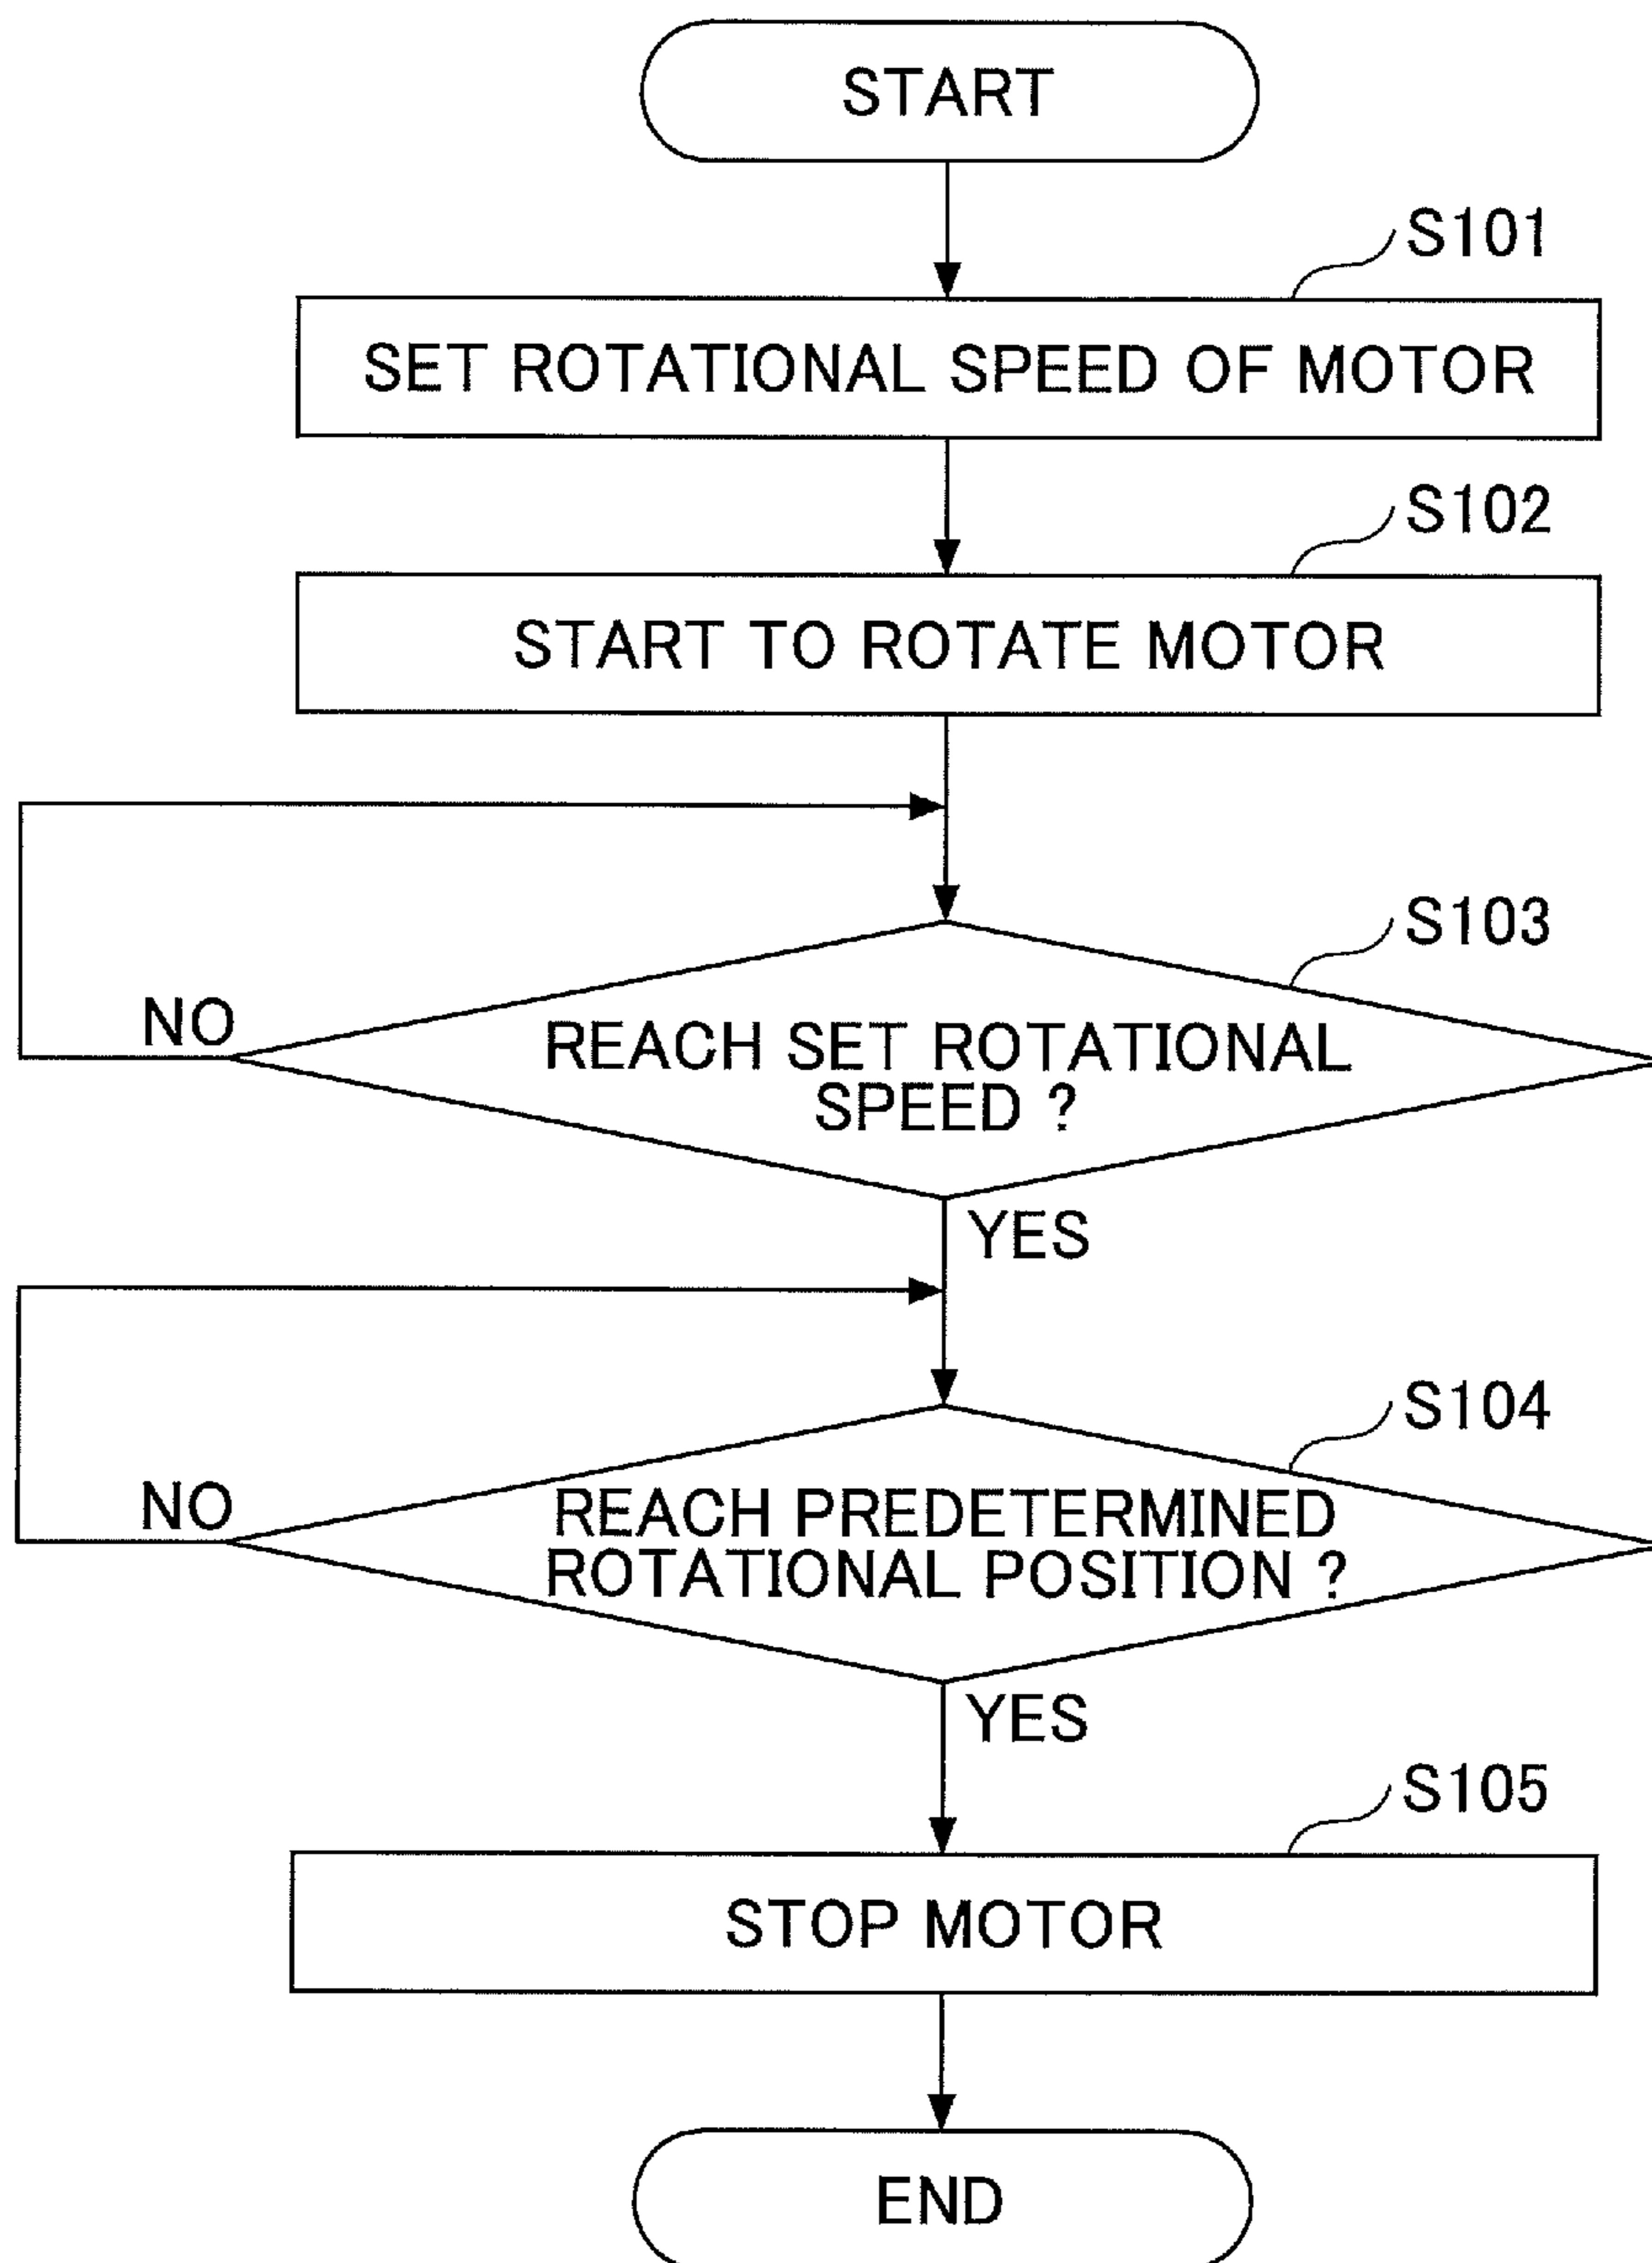 START
S101
SET ROTATIONAL SPEED OF MOTOR
S102
START TO ROTATE MOTOR
S103
NO
REACH SET ROTATIONAL
SPEED ?
YES
S104
NO
REACH PREDETERMINED
ROTATIONAL POSITION ?
YES
S105
STOP MOTOR
END